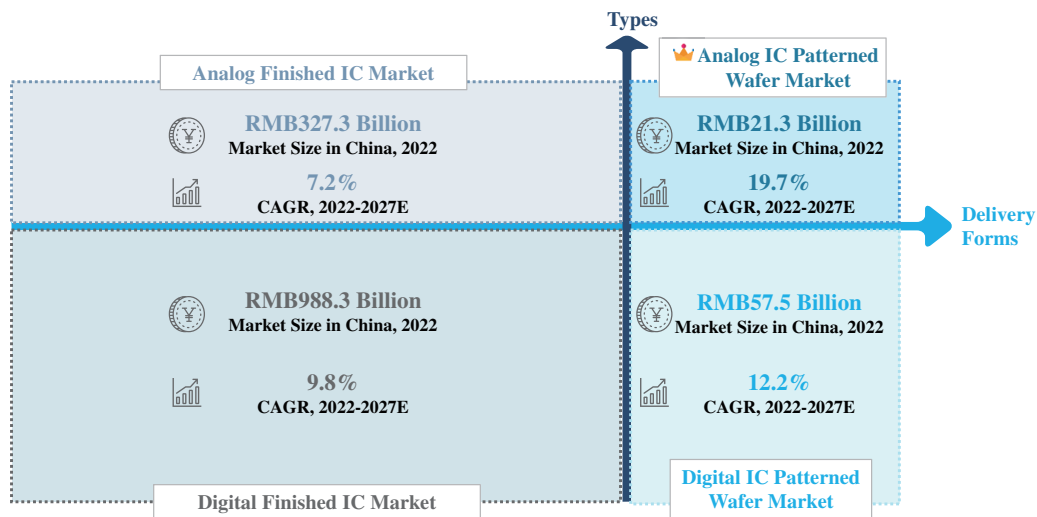 Types
Analog Finished IC Market
RMB327.3 Billion
Market Size in China, 2022
7.2%
CAGR, 2022-2027E
Analog IC Patterned
Wafer Market
RMB21.3 Billion
Market Size in China, 2022
19.7%
CAGR, 2022-2027E
Delivery
Forms
RMB988.3 Billion
Market Size in China, 2022
9.8%
CAGR, 2022-2027E
Digital Finished IC Market
RMB57.5 Billion
Market Size in China, 2022
12.2%
CAGR, 2022-2027E
Digital IC Patterned
Wafer Market